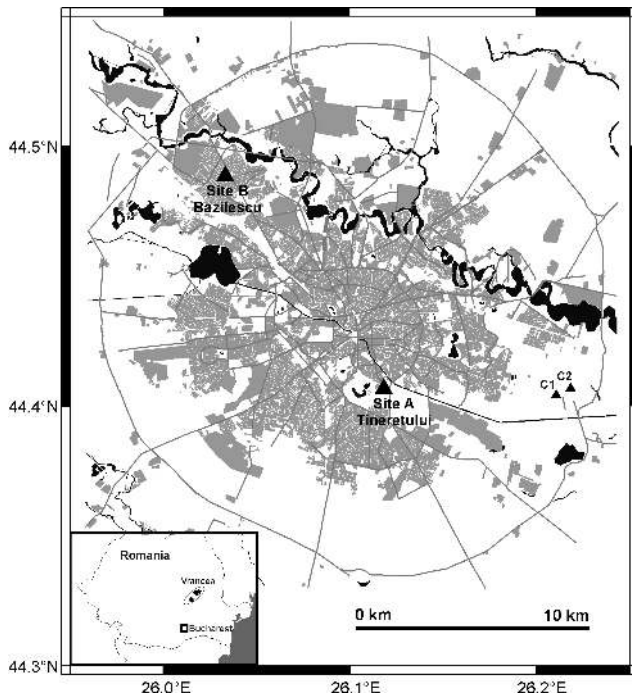 44.5°N
Site B
Bazilescu
C1 C2
44.4°N
Site A
Tineretului
Romania
Vrancea
Bucharest
0 km 10 km
44.3°N
26.0°E 26.1°E 26.2°E